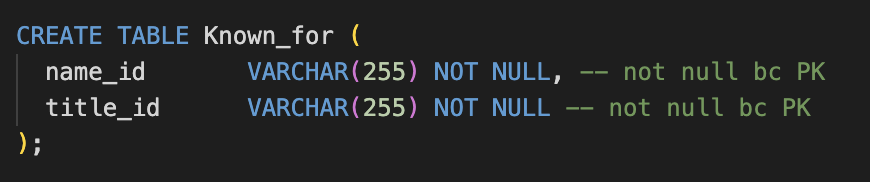 CREATE TABLE Known_for (
name_id VARCHAR(255) NOT NULL, -- not null bc PK
title_id VARCHAR(255) NOT NULL -- not null bc PK
);